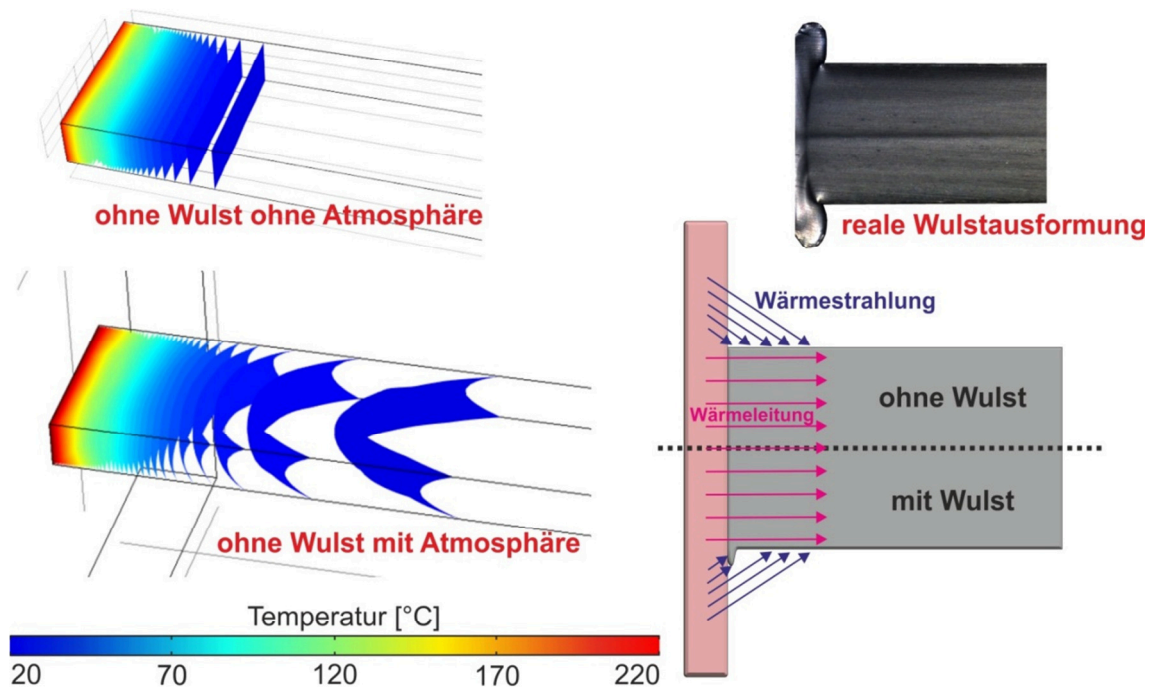 ohne Wulst ohne Atmosphäre
reale Wulstausformung
Wärmestrahlung
ohne Wulst
Wärmeleitung
mit Wulst
ohne Wulst mit Atmosphäre
Temperatur [°C]
20 70 120 170 220